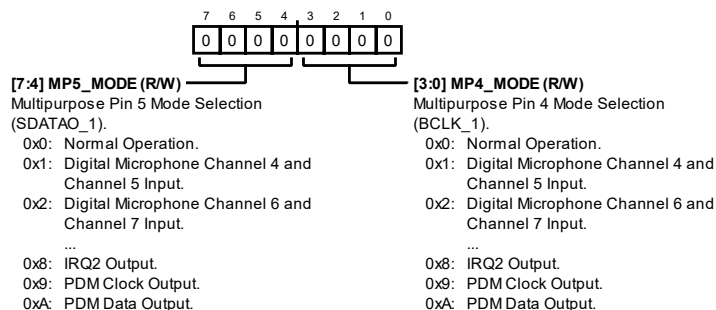 7 6 5 4 3 2 1 0
0 0 0 0 0 0 0 0
[7:4] MP5_MODE (R/W)
Multipurpose Pin 5 Mode Selection
(SDATAO_1).
0x0: Normal Operation.
0x1: Digital Microphone Channel 4 and
Channel 5 Input.
0x2: Digital Microphone Channel 6 and
Channel 7 Input.
...
0x8: IRQ2 Output.
0x9: PDM Clock Output.
0xA: PDM Data Output.
[3:0] MP4_MODE (R/W)
Multipurpose Pin 4 Mode Selection
(BCLK_1).
0x0: Normal Operation.
0x1: Digital Microphone Channel 4 and
Channel 5 Input.
0x2: Digital Microphone Channel 6 and
Channel 7 Input.
...
0x8: IRQ2 Output.
0x9: PDM Clock Output.
0xA: PDM Data Output.